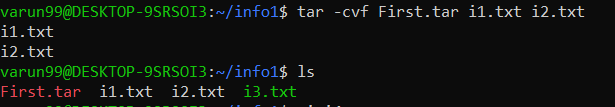 varun99@DESKTOP-9SRSOI3:~/info1$ tar -cvf First.tar i1.txt i2.txt
i1.txt
i2.txt
varun99@DESKTOP-9SRSOI3:~/info1$ ls
First.tar  i1.txt  i2.txt  i3.txt